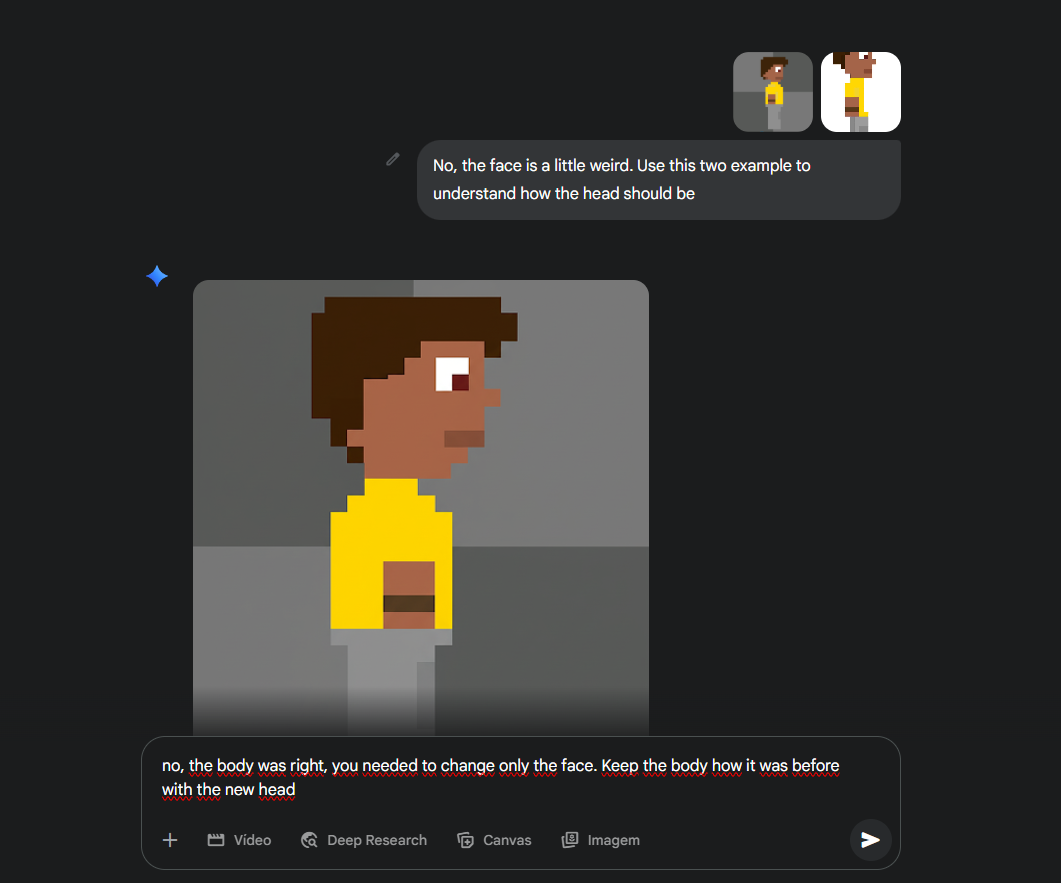 No, the face is a little weird. Use this two example to
understand how the head should be
no, the body was right, you needed to change only the face. Keep the body how it was before
with the new head
Vídeo Deep Research Canvas Imagem